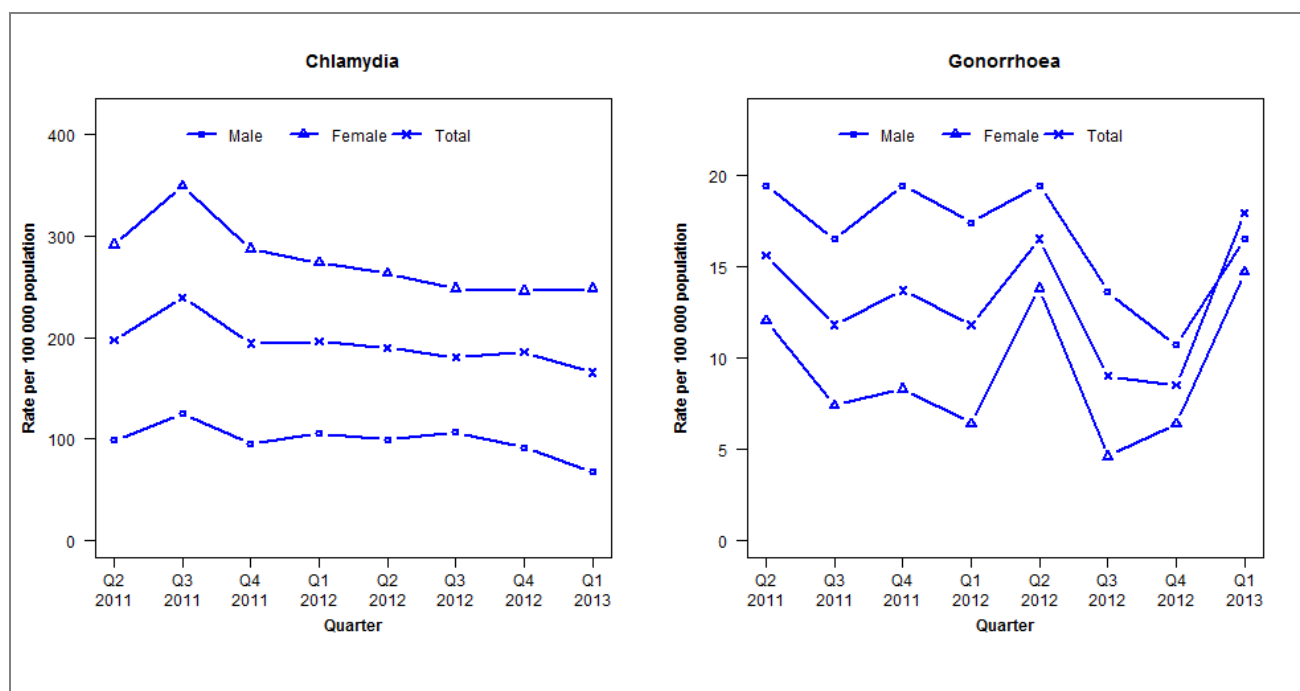 Chlamydia
Rate per 100 000 population
400
300
200
100
0
Male Female Total
Q2 Q3 Q4 Q1 Q2 Q3 Q4 Q1
2011 2011 2011 2012 2012 2012 2012 2013
Quarter
Gonorrhoea
Rate per 100 000 population
20
15
10
5
0
Male Female Total
Q2 Q3 Q4 Q1 Q2 Q3 Q4 Q1
2011 2011 2011 2012 2012 2012 2012 2013
Quarter